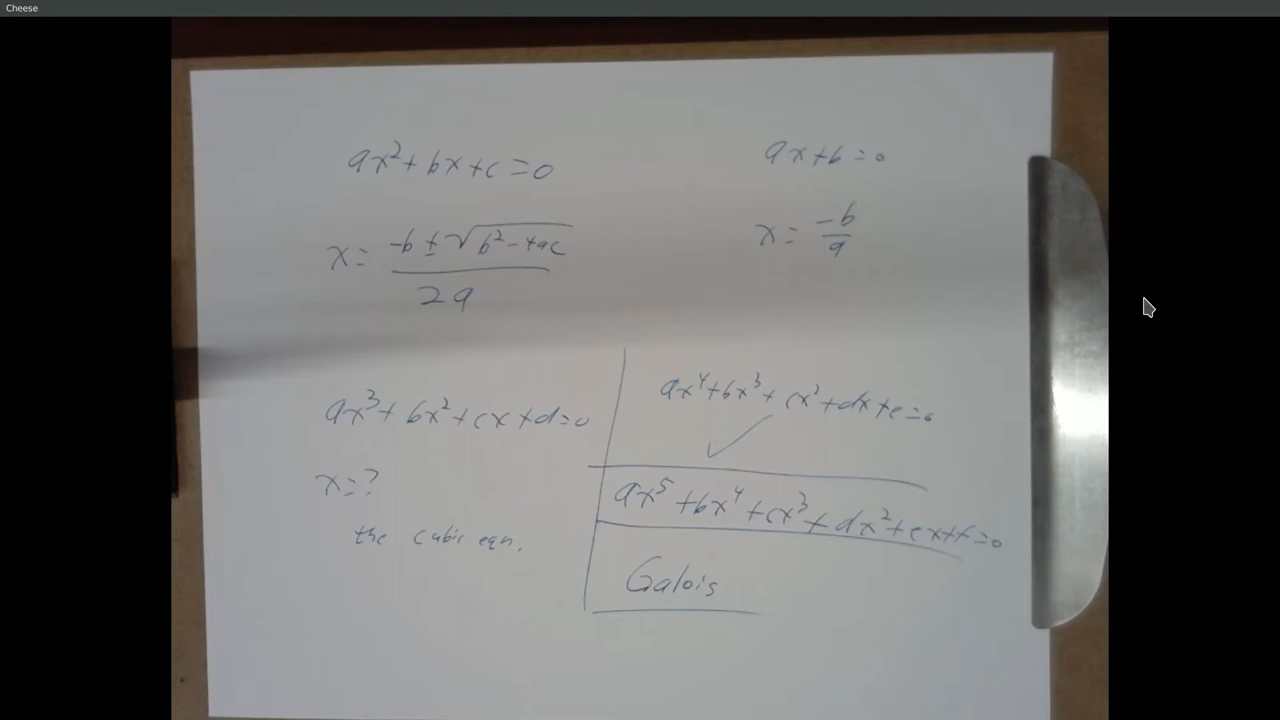 Cheese
ax²+bx+c=0
x= -b ± √b²-4ac / 2a
ax+b=0
x= -b/a
ax³+bx²+cx+d=0
x=?
the cubic eqn.
ax⁴+bx³+cx²+dx+e=0
ax⁵+bx⁴+cx³+dx²+ex+f=0
Galois